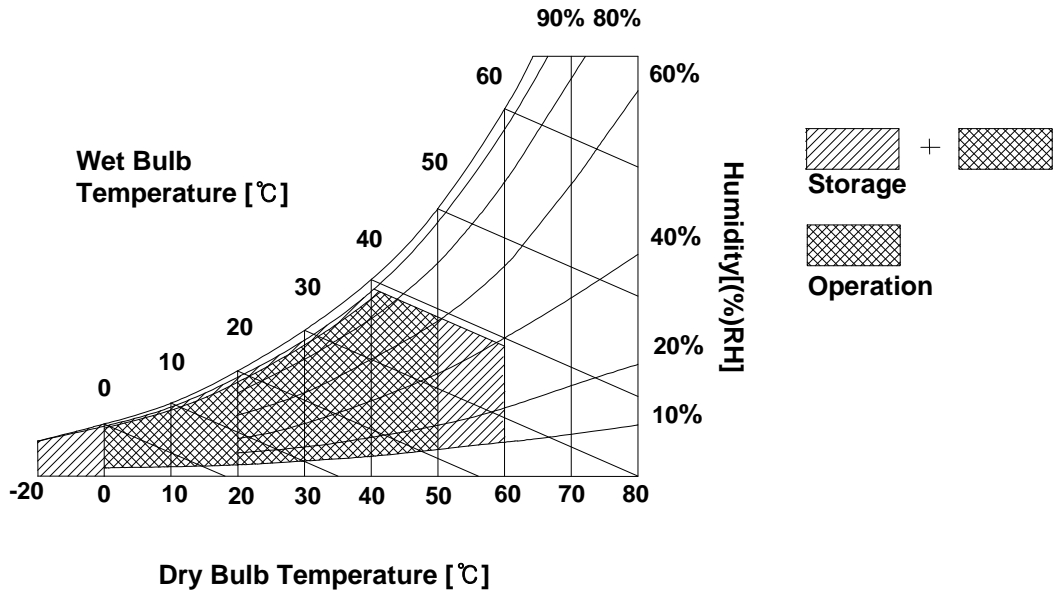 90% 80%
60
60%
50
Wet Bulb
Temperature [℃]
40
40%
30
20
20%
10
0
10%
Humidity[(%)RH]
-20 0 10 20 30 40 50 60 70 80
Dry Bulb Temperature [℃]
+
Storage
Operation